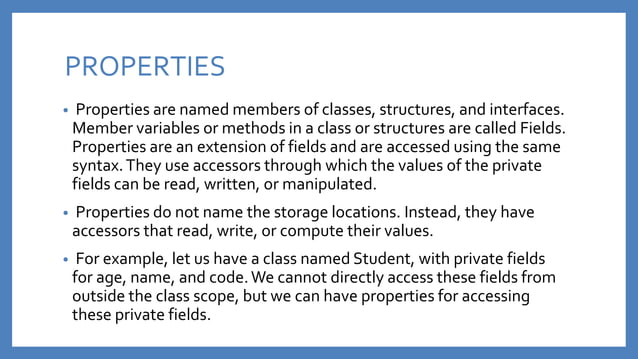 PROPERTIES
• Properties are named members of classes, structures, and interfaces.
Member variables or methods in a class or structures are called Fields.
Properties are an extension of fields and are accessed using the same
syntax. They use accessors through which the values of the private
fields can be read, written, or manipulated.
• Properties do not name the storage locations. Instead, they have
accessors that read, write, or compute their values.
• For example, let us have a class named Student, with private fields
for age, name, and code. We cannot directly access these fields from
outside the class scope, but we can have properties for accessing
these private fields.